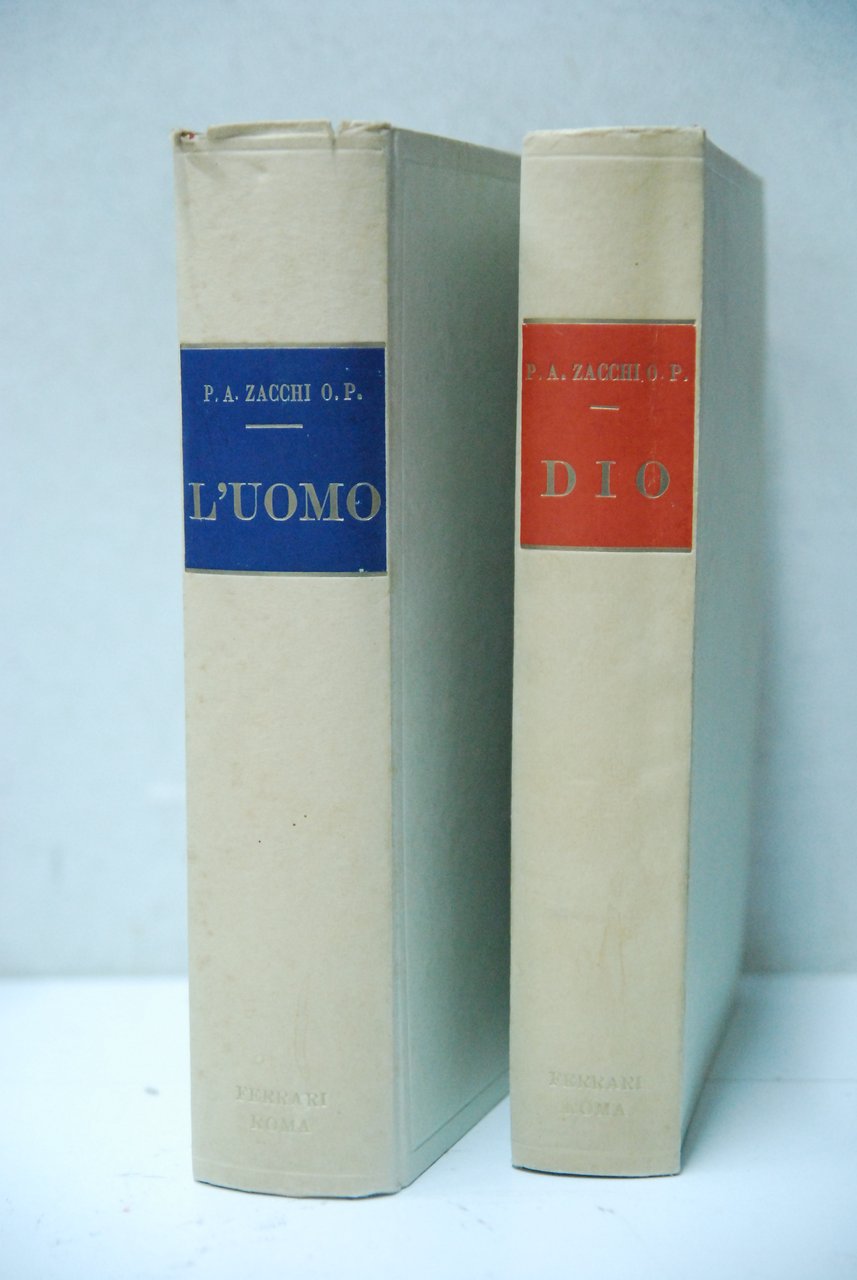 P. A. ZACCHI O. P.
L'UOMO
FERRARI
ROMA
P. A. ZACCHI O. P.
DIO
FERRARI
ROMA